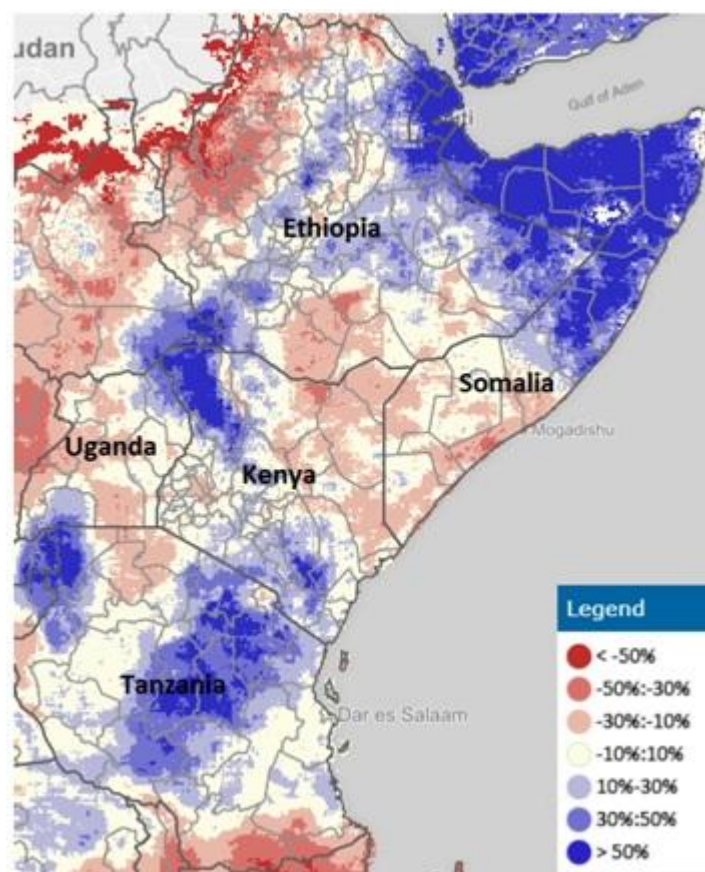 udan
Gulf of Aden
Ethiopia
Somalia
Mogadishu
Uganda
Kenya
Tanzania
Dar es Salaam
Legend
< -50%
-50%:-30%
-30%:-10%
-10%:10%
10%-30%
30%:50%
> 50%